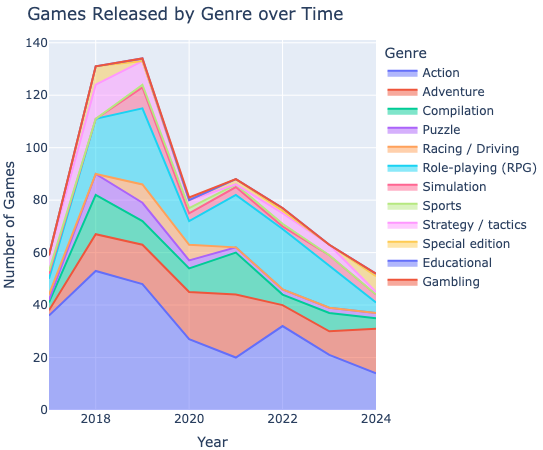 Games Released by Genre over Time
Number of Games
140
120
100
80
60
40
20
0
2018
2020
2022
2024
Year
Genre
Action
Adventure
Compilation
Puzzle
Racing / Driving
Role-playing (RPG)
Simulation
Sports
Strategy / tactics
Special edition
Educational
Gambling